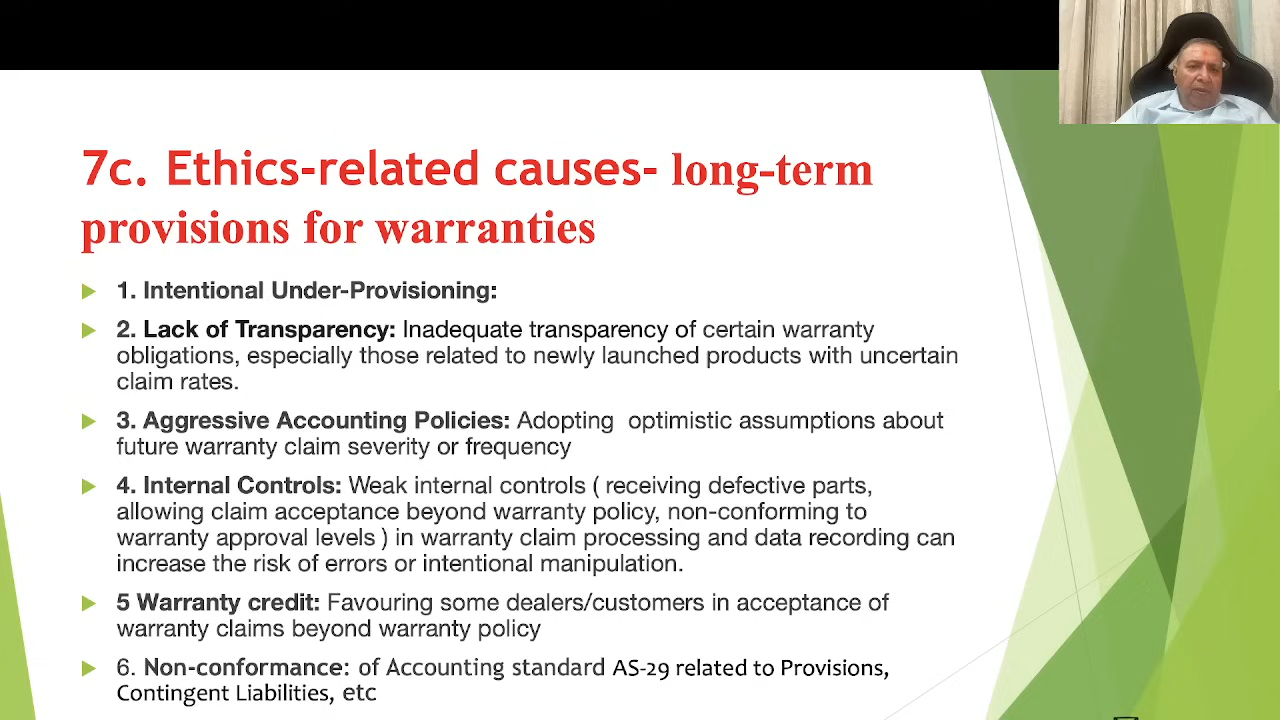 7c. Ethics-related causes- long-term
provisions for warranties
1. Intentional Under-Provisioning:
2. Lack of Transparency: Inadequate transparency of certain warranty
obligations, especially those related to newly launched products with uncertain
claim rates.
3. Aggressive Accounting Policies: Adopting  optimistic assumptions about
future warranty claim severity or frequency
4. Internal Controls: Weak internal controls ( receiving defective parts,
allowing claim acceptance beyond warranty policy, non-conforming to
warranty approval levels ) in warranty claim processing and data recording can
increase the risk of errors or intentional manipulation.
5 Warranty credit: Favouring some dealers/customers in acceptance of
warranty claims beyond warranty policy
6. Non-conformance: of Accounting standard AS-29 related to Provisions,
Contingent Liabilities, etc